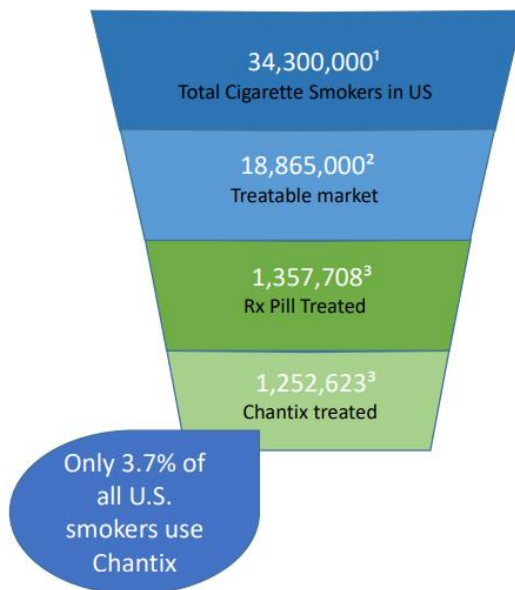 34,300,000¹
Total Cigarette Smokers in US
18,865,000²
Treatable market
1,357,708³
Rx Pill Treated
1,252,623³
Chantix treated
Only 3.7% of
all U.S.
smokers use
Chantix